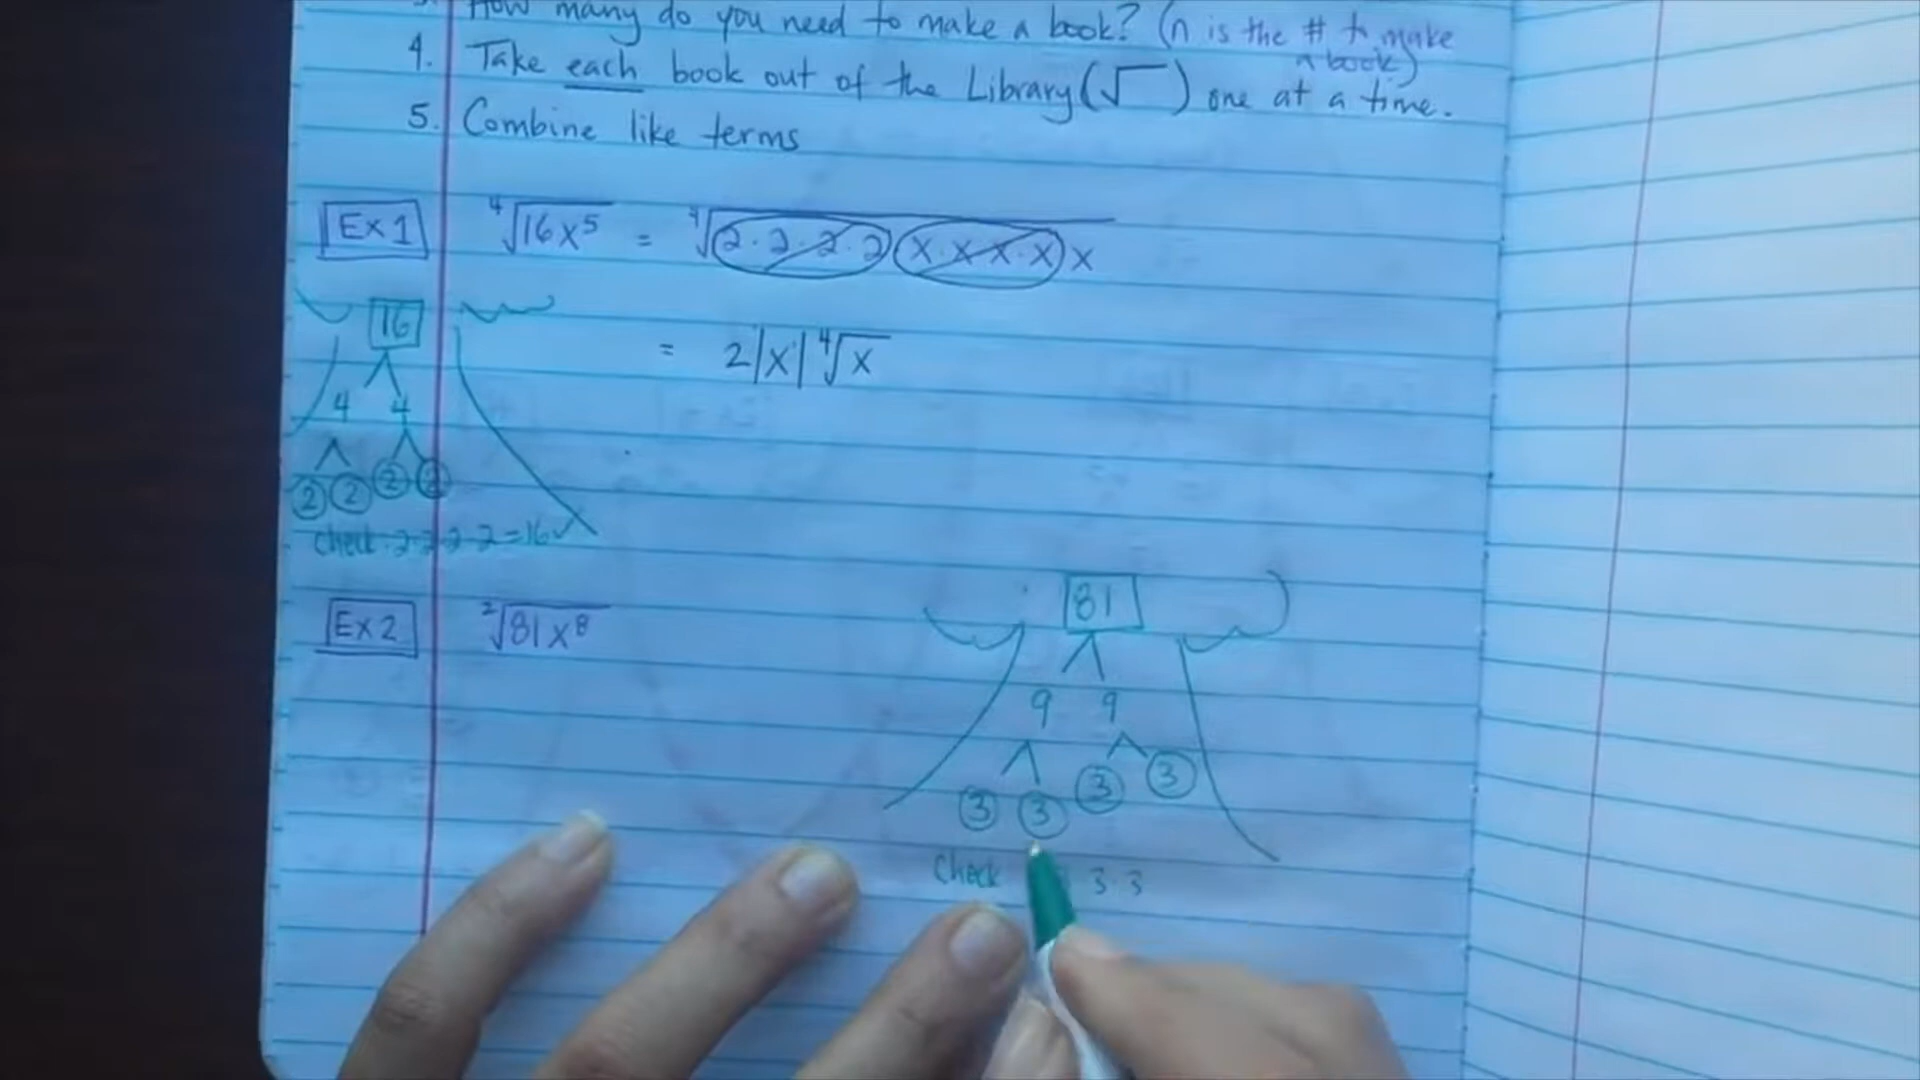 How many do you need to make a book? (n is the # to make a book)
4. Take each book out of the Library (√ ) one at a time.
5. Combine like terms
Ex 1 ⁴√16x⁵ = ⁴√2·2·2·2 x·x·x·x x
16
= 2|x| ⁴√x
4 4
2 2 2 2
check 2·2·2·2=16✓
Ex 2 ²√81x⁸
81
9 9
3 3 3 3
Check 3·3